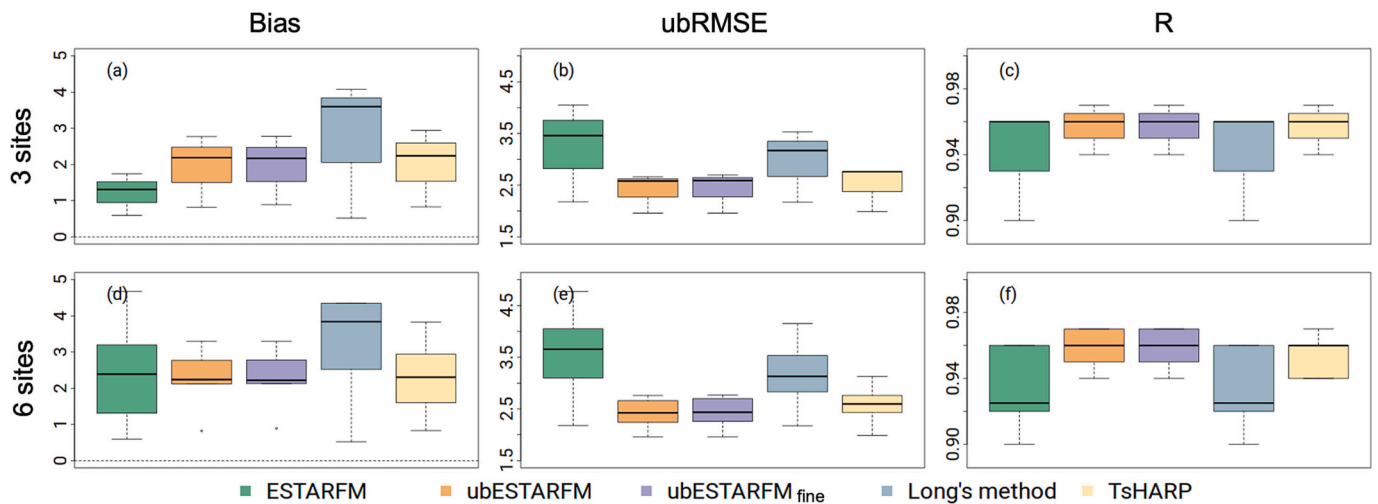 Bias ubRMSE R
3 sites
(a) (b) (c)
5 4 3 2 1 0
4.5 3.5 2.5 1.5
0.98 0.94 0.90
6 sites
(d) (e) (f)
5 4 3 2 1 0
4.5 3.5 2.5 1.5
0.98 0.94 0.90
ESTARFM ubESTARFM ubESTARFM fine Long's method TsHARP